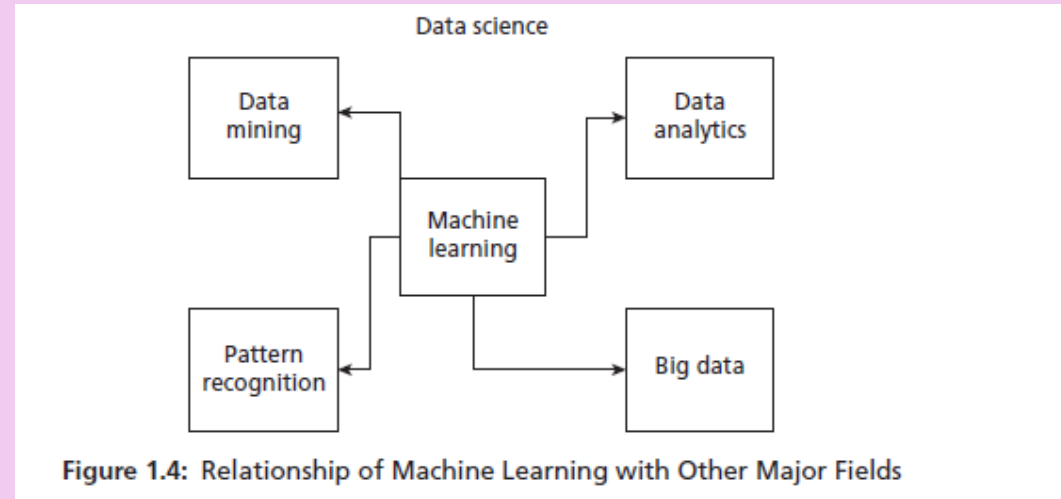 Data science
Data
mining
Data
analytics
Machine
learning
Pattern
recognition
Big data
Figure 1.4: Relationship of Machine Learning with Other Major Fields